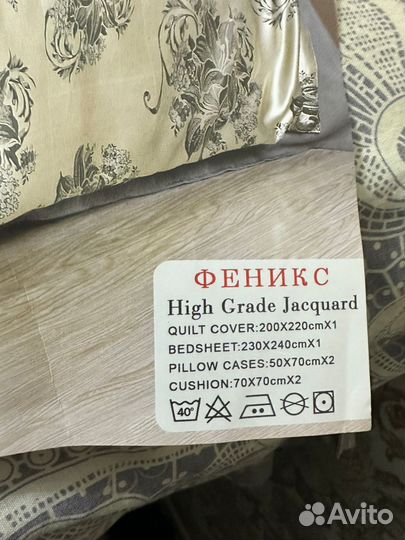 ФЕНИКС
High Grade Jacquard
QUILT COVER:200X220cmX1
BEDSHEET:230X240cmX1
PILLOW CASES:50X70cmX2
CUSHION:70X70cmX2
40°
Avito